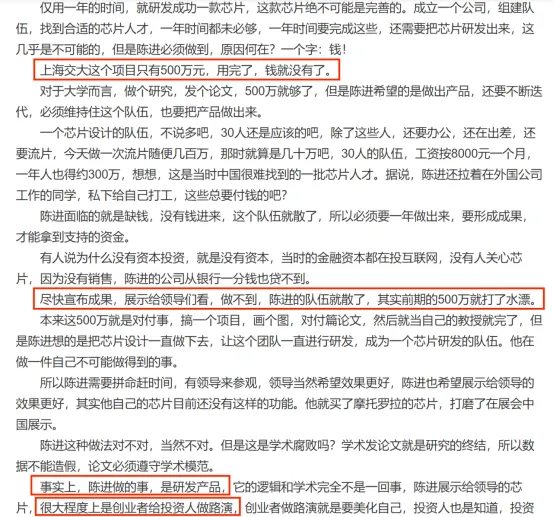 仅用一年的时间，就研发成功一款芯片，这款芯片绝不可能是完善的。成立一个公司，组建队
伍，找到合适的芯片人才，一年时间都未必够，一年时间要完成这些，还需要把芯片研发出来，这
几乎是不可能的，但是陈进必须做到，原因何在？一个字：钱！
上海交大这个项目只有500万元，用完了，钱就没有了。
对于大学而言，做个研究，发个论文，500万就够了，但是陈进希望的是做出产品，还要不断迭
代，必须维持住这个队伍，也要把产品做出来。
一个芯片设计的队伍，不说多吧，30人还是应该的吧，除了这些人，还要办公，还在出差，还
要流片，今天做一次流片随便几百万，那时就算是几十万吧，30人的队伍，工资按8000元一个月，
一年人也得约300万，想想，这是当时中国很难找到的一批芯片人才。据说，陈进还拉着在外国公司
工作的同学，私下给自己打工，这些总要付钱的吧？
陈进面临的就是缺钱，没有钱进来，这个队伍就散了，所以必须要一年做出来，要形成成果，
才能拿到支持的资金。
有人说为什么没有资本投资，就是没有资本，当时的金融资本都在投互联网，没有人关心芯
片，因为没有销售，陈进的公司从银行一分钱也贷不到。
尽快宣布成果，展示给领导们看，做不到，陈进的队伍就散了，其实前期的500万就打了水漂。
本来这500万就是对付事，搞一个项目，画个图，对付篇论文，然后就当自己的教授就完了，但
是陈进想的是把芯片设计一直做下去，让这个团队一直进行研发，成为一个芯片研发的队伍。他在
做一件自己不可能做得到的事。
所以陈进需要拼命赶时间，有领导来参观，领导当然希望效果更好，陈进也希望展示给领导的
效果更好，其实他自己的芯片目前还没有这样的功能。他就买了摩托罗拉的芯片，打磨了在展会中
国展示。
陈进这种做法对不对，当然不对。但是这是学术腐败吗？学术发论文就是研究的终结，所以数
据不能造假，论文必须遵守学术模范。
事实上，陈进做的事，是研发产品，它的逻辑和学术完全不是一回事，陈进展示给领导的芯
片，很大程度上是创业者给投资人做路演，创业者做路演就是要美化自己，投资人也是知道，投资